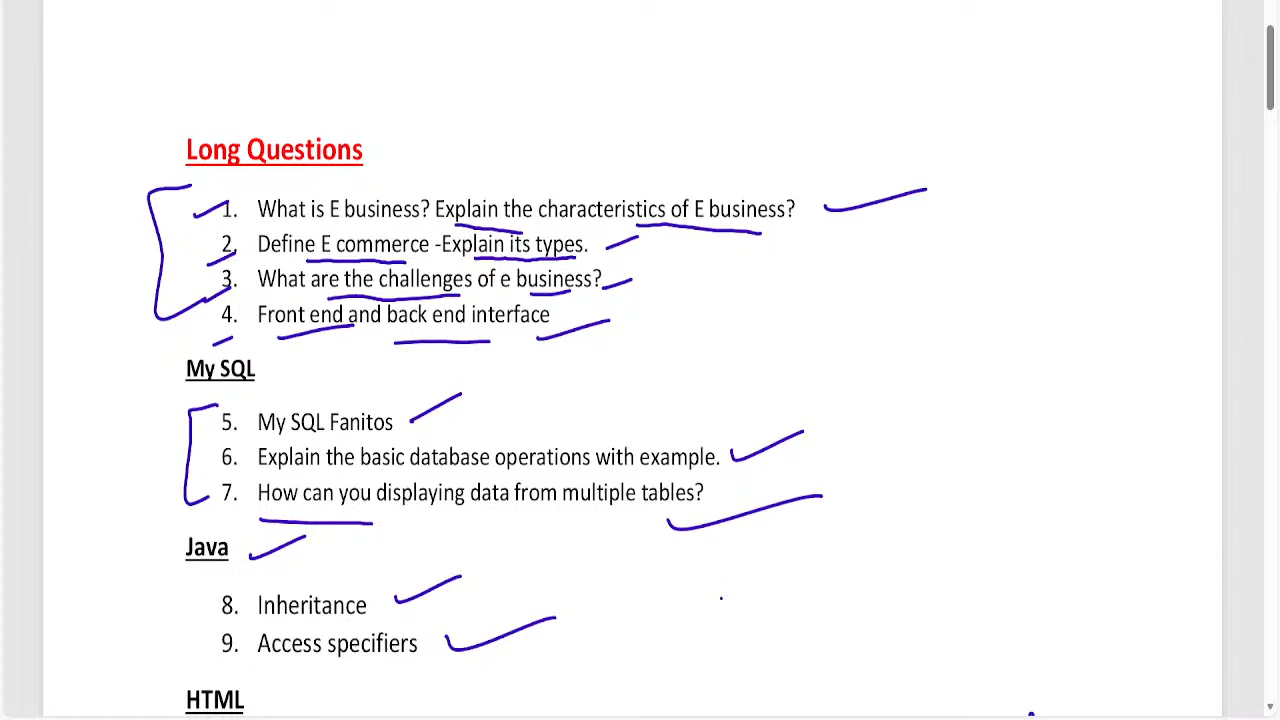 Long Questions
1. What is E business? Explain the characteristics of E business?
2. Define E commerce -Explain its types.
3. What are the challenges of e business?
4. Front end and back end interface
My SQL
5. My SQL Fanitos
6. Explain the basic database operations with example.
7. How can you displaying data from multiple tables?
Java
8. Inheritance
9. Access specifiers
HTML